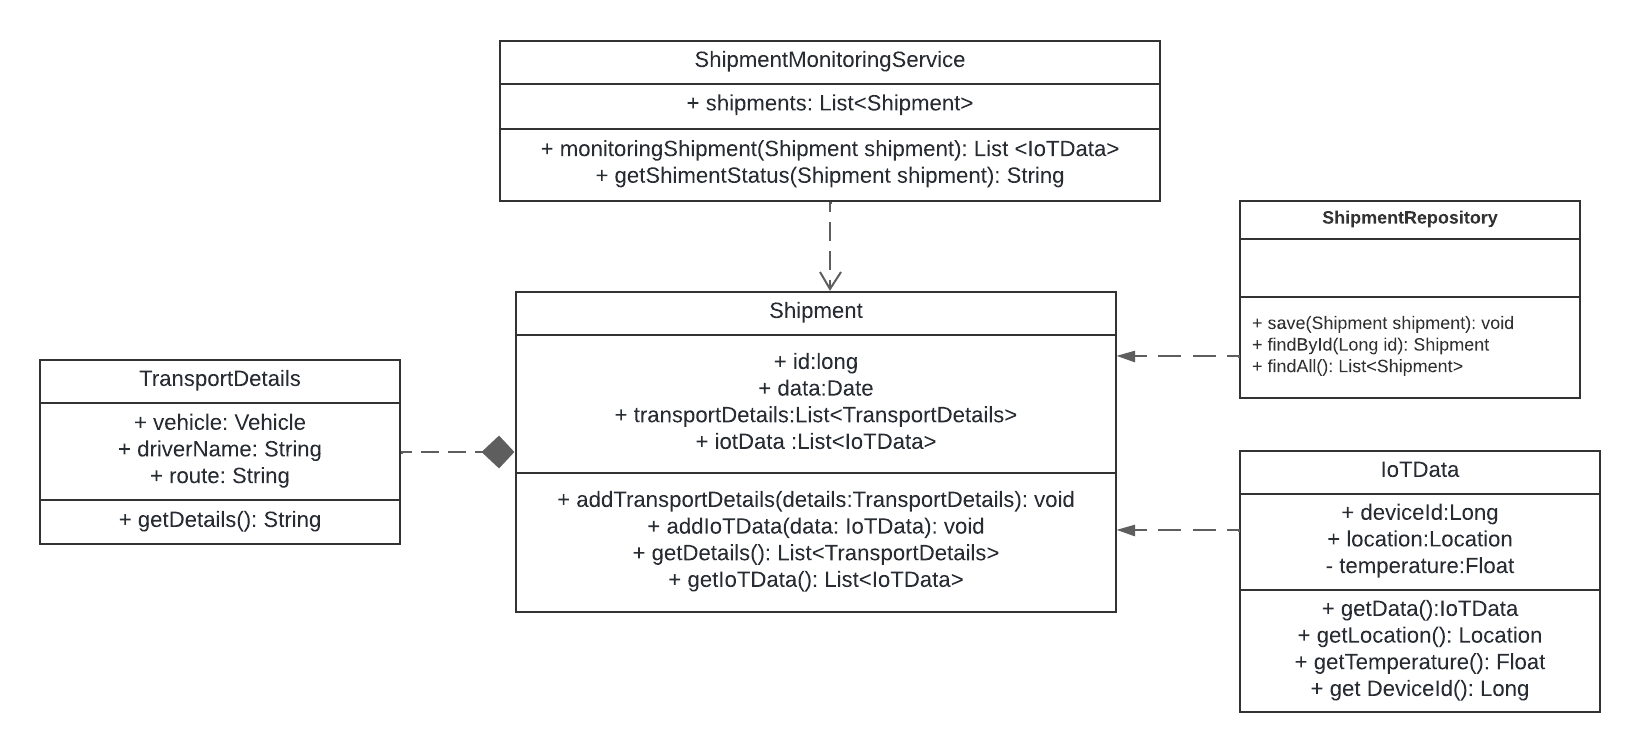 ShipmentMonitoringService
+ shipments: List<Shipment>
+ monitoringShipment(Shipment shipment): List <IoTData>
+ getShimentStatus(Shipment shipment): String
ShipmentRepository
+ save(Shipment shipment): void
+ findById(Long id): Shipment
+ findAll(): List<Shipment>
Shipment
+ id:long
+ data:Date
+ transportDetails:List<TransportDetails>
+ iotData :List<IoTData>
+ addTransportDetails(details:TransportDetails): void
+ addIoTData(data: IoTData): void
+ getDetails(): List<TransportDetails>
+ getIoTData(): List<IoTData>
TransportDetails
+ vehicle: Vehicle
+ driverName: String
+ route: String
+ getDetails(): String
IoTData
+ deviceId:Long
+ location:Location
- temperature:Float
+ getData():IoTData
+ getLocation(): Location
+ getTemperature(): Float
+ get DeviceId(): Long